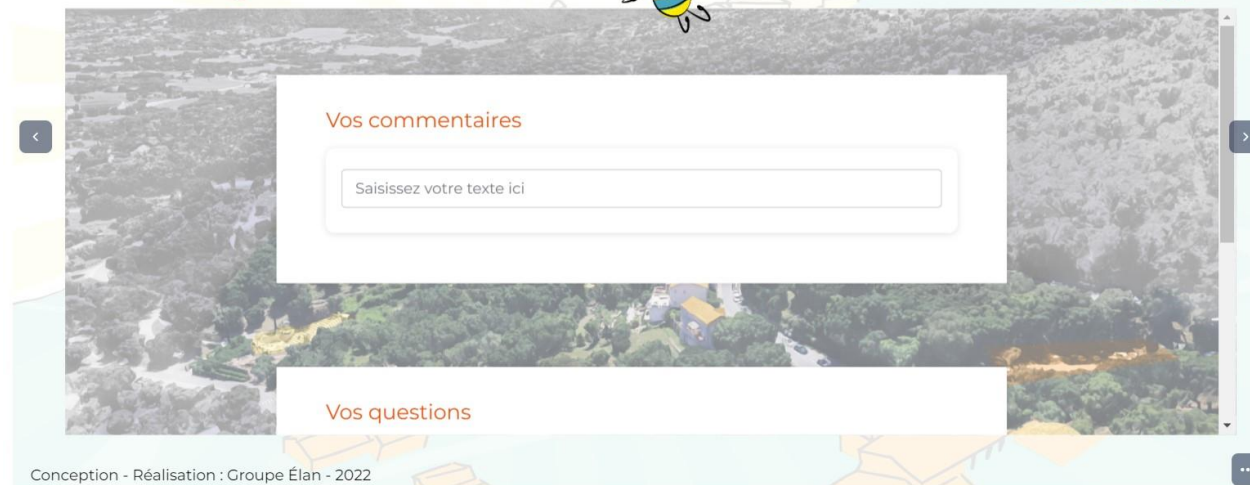 Vos commentaires
Saisissez votre texte ici
Vos questions
Conception - Réalisation : Groupe Élan - 2022